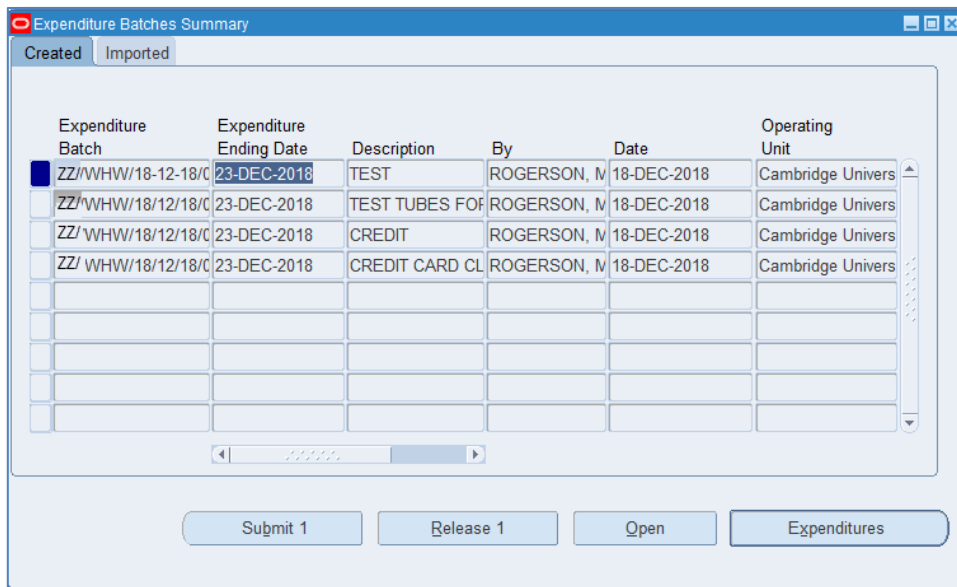 Expenditure Batches Summary
Created Imported
Expenditure Batch Expenditure Ending Date Description By Date Operating Unit
ZZ//WHW/18-12-18/0 23-DEC-2018 TEST ROGERSON, M 18-DEC-2018 Cambridge Univers
ZZ/'WHW/18/12/18/0 23-DEC-2018 TEST TUBES FOR ROGERSON, M 18-DEC-2018 Cambridge Univers
ZZ/'WHW/18/12/18/0 23-DEC-2018 CREDIT ROGERSON, M 18-DEC-2018 Cambridge Univers
ZZ/ WHW/18/12/18/0 23-DEC-2018 CREDIT CARD CL ROGERSON, M 18-DEC-2018 Cambridge Univers
Submit 1 Release 1 Open Expenditures